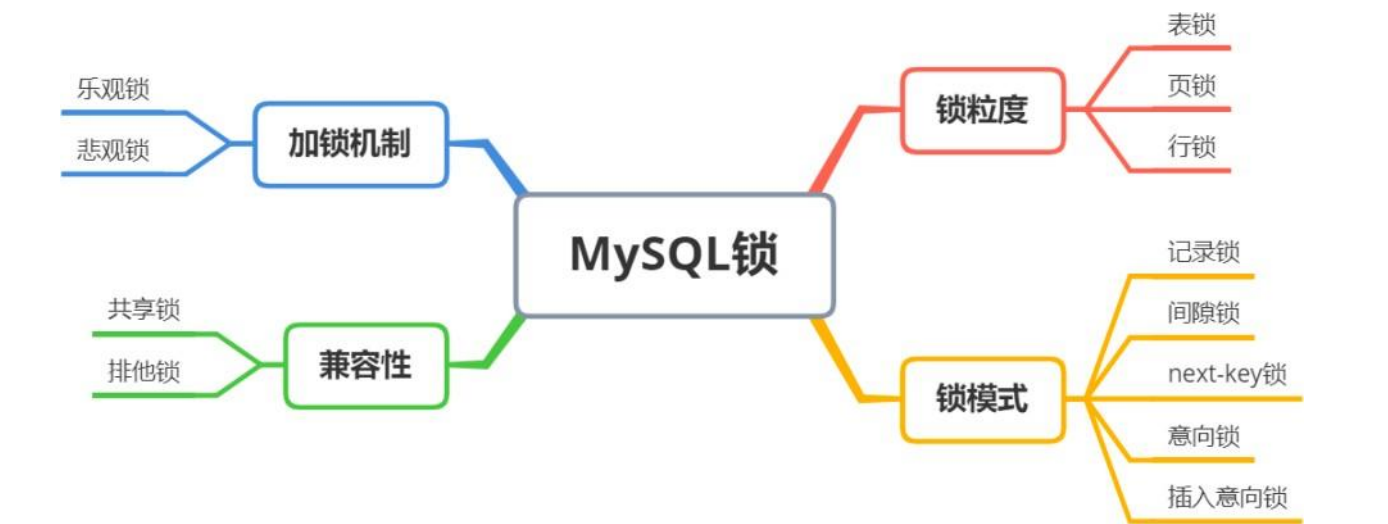 MySQL锁
加锁机制
乐观锁
悲观锁
兼容性
共享锁
排他锁
锁粒度
表锁
页锁
行锁
锁模式
记录锁
间隙锁
next-key锁
意向锁
插入意向锁